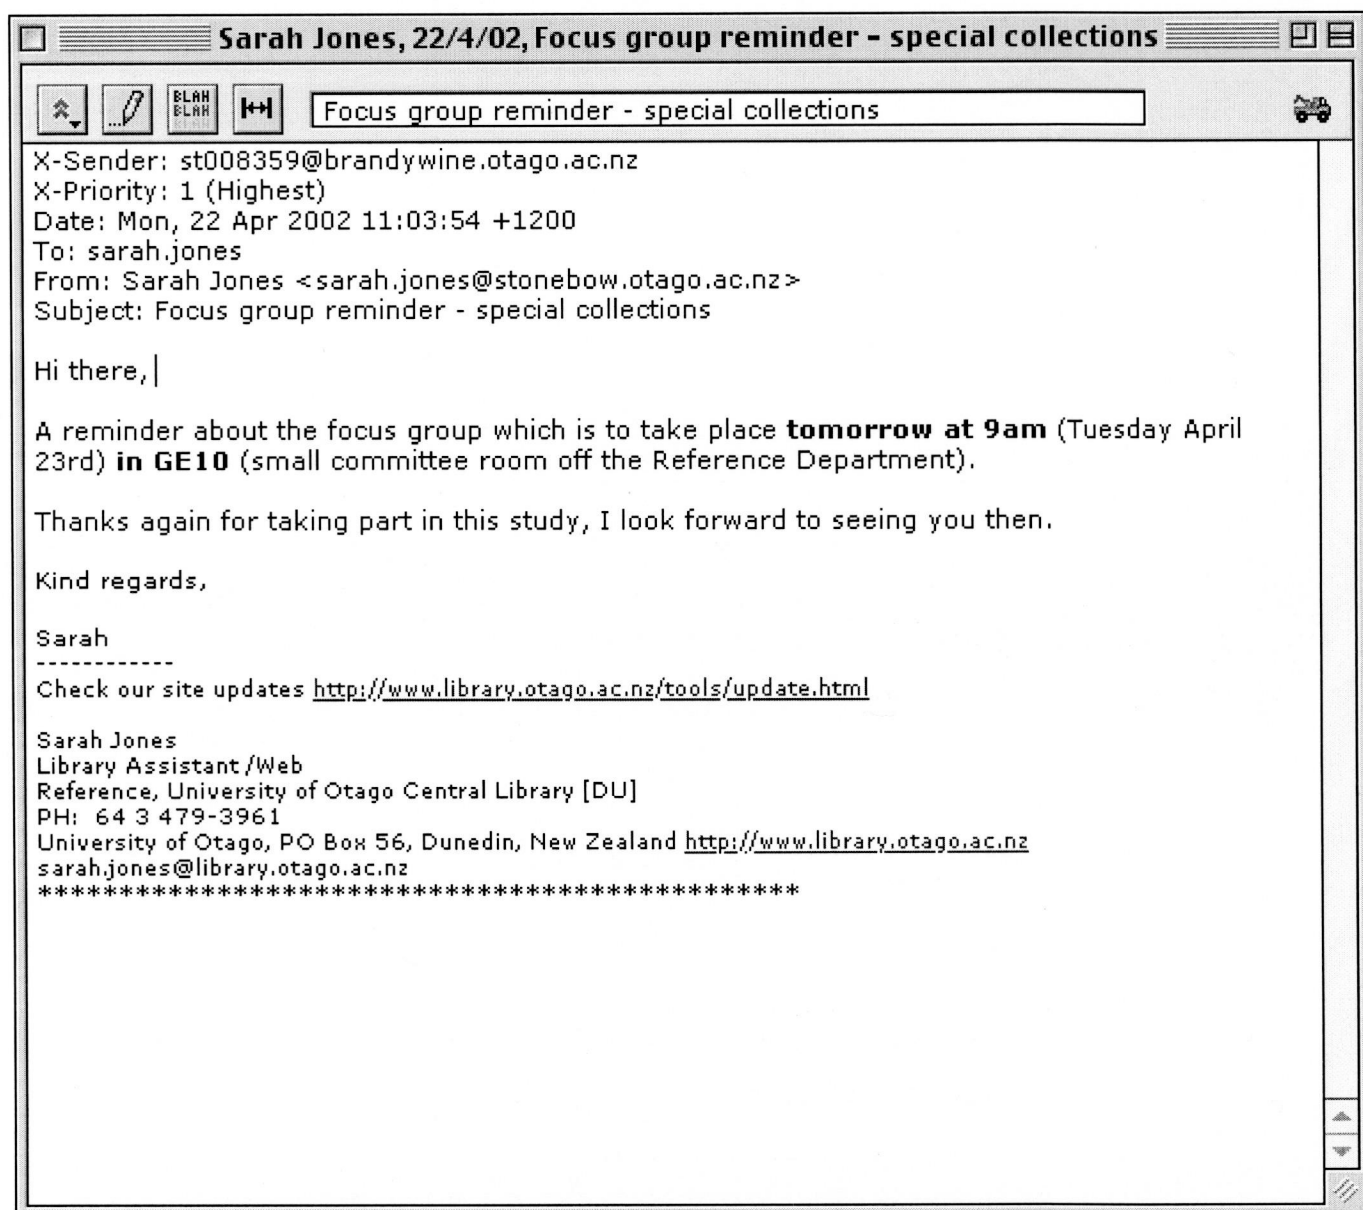 Sarah Jones, 22/4/02, Focus group reminder – special collections
BLAH
BLAH
Focus group reminder - special collections
X-Sender: st008359@brandywine.otago.ac.nz
X-Priority: 1 (Highest)
Date: Mon, 22 Apr 2002 11:03:54 +1200
To: sarah.jones
From: Sarah Jones <sarah.jones@stonebow.otago.ac.nz>
Subject: Focus group reminder - special collections
Hi there,
A reminder about the focus group which is to take place tomorrow at 9am (Tuesday April
23rd) in GE10 (small committee room off the Reference Department).
Thanks again for taking part in this study, I look forward to seeing you then.
Kind regards,
Sarah
------------
Check our site updates http://www.library.otago.ac.nz/tools/update.html
Sarah Jones
Library Assistant /Web
Reference, University of Otago Central Library [DU]
PH:  64 3 479-3961
University of Otago, PO Box 56, Dunedin, New Zealand http://www.library.otago.ac.nz
sarah.jones@library.otago.ac.nz
***********************************************